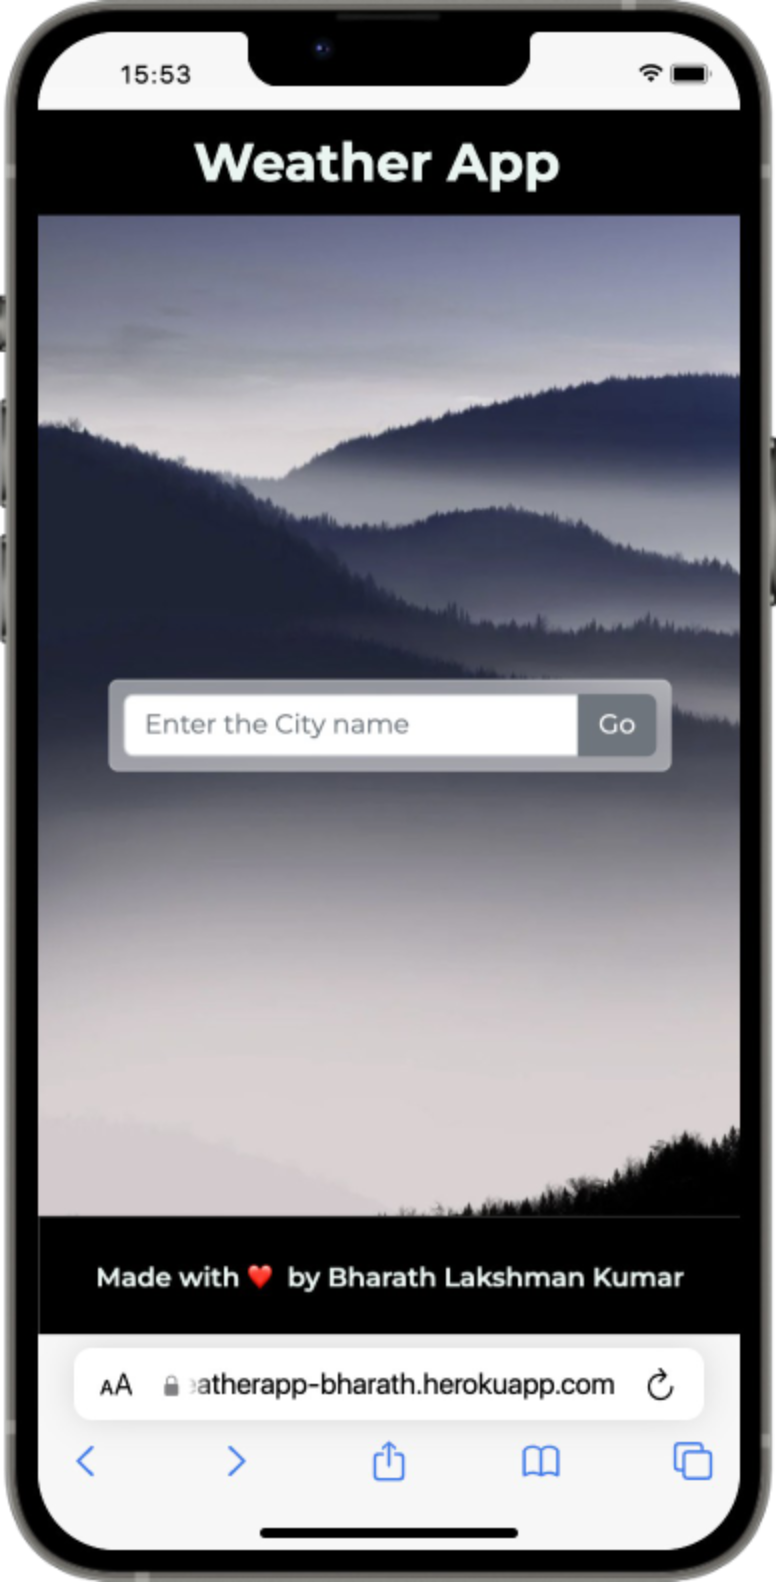 15:53
Weather App
Enter the City name Go
Made with ❤️ by Bharath Lakshman Kumar
AA atherapp-bharath.herokuapp.com